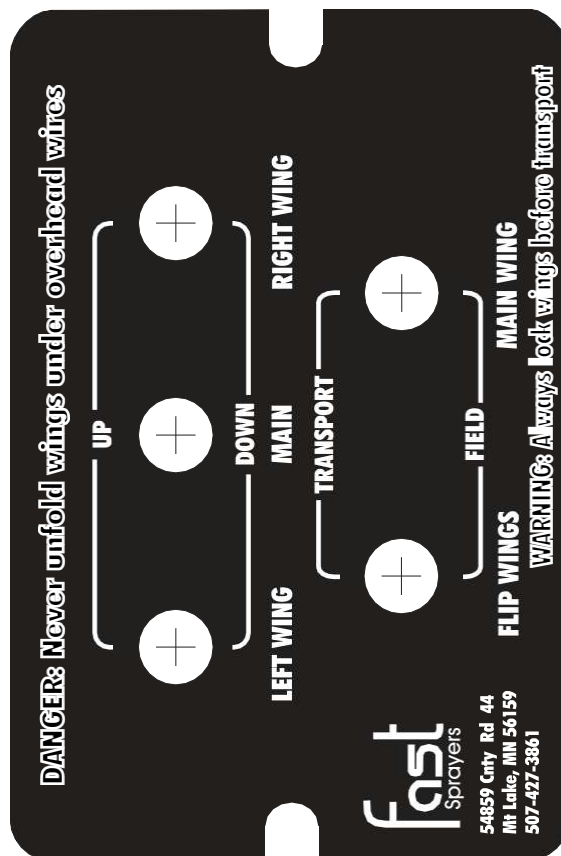 DANGER: Never unfold wings under overhead wires
UP
DOWN
LEFT WING
MAIN
RIGHT WING
TRANSPORT
FIELD
FLIP WINGS
MAIN WING
WARNING: Always lock wings before transport
fast
Sprayers
54859 Cnty Rd 44
Mt Lake, MN 56159
507-427-3861